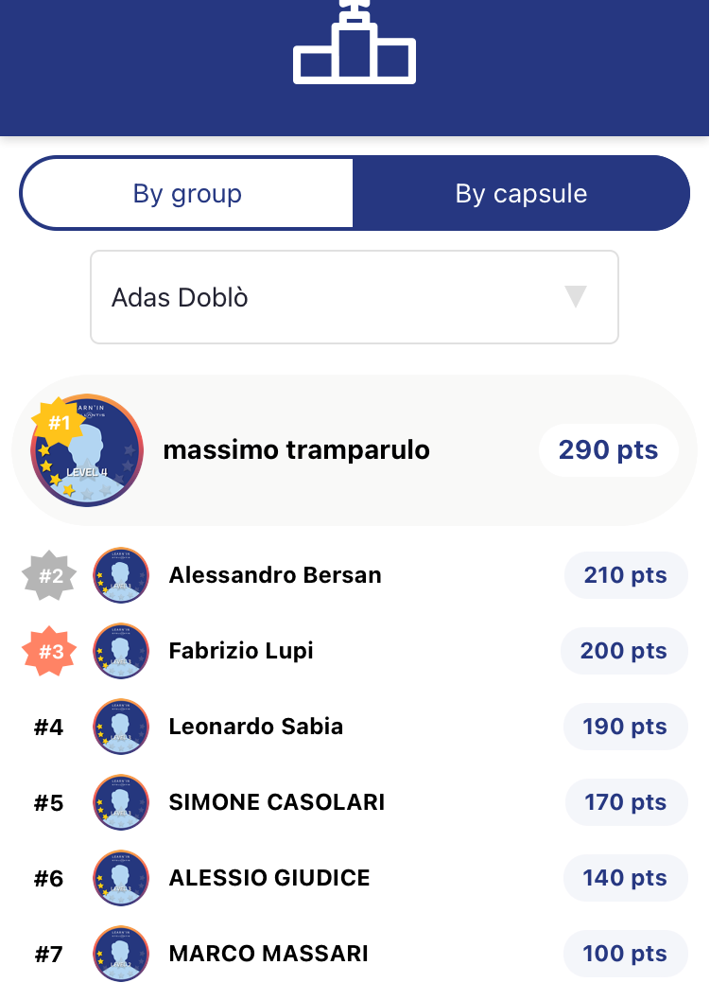 By group
By capsule
Adas Doblò
#1
LEVEL 4
massimo tramparulo
290 pts
#2
Alessandro Bersan
210 pts
#3
Fabrizio Lupi
200 pts
#4
Leonardo Sabia
190 pts
#5
SIMONE CASOLARI
170 pts
#6
ALESSIO GIUDICE
140 pts
#7
MARCO MASSARI
100 pts